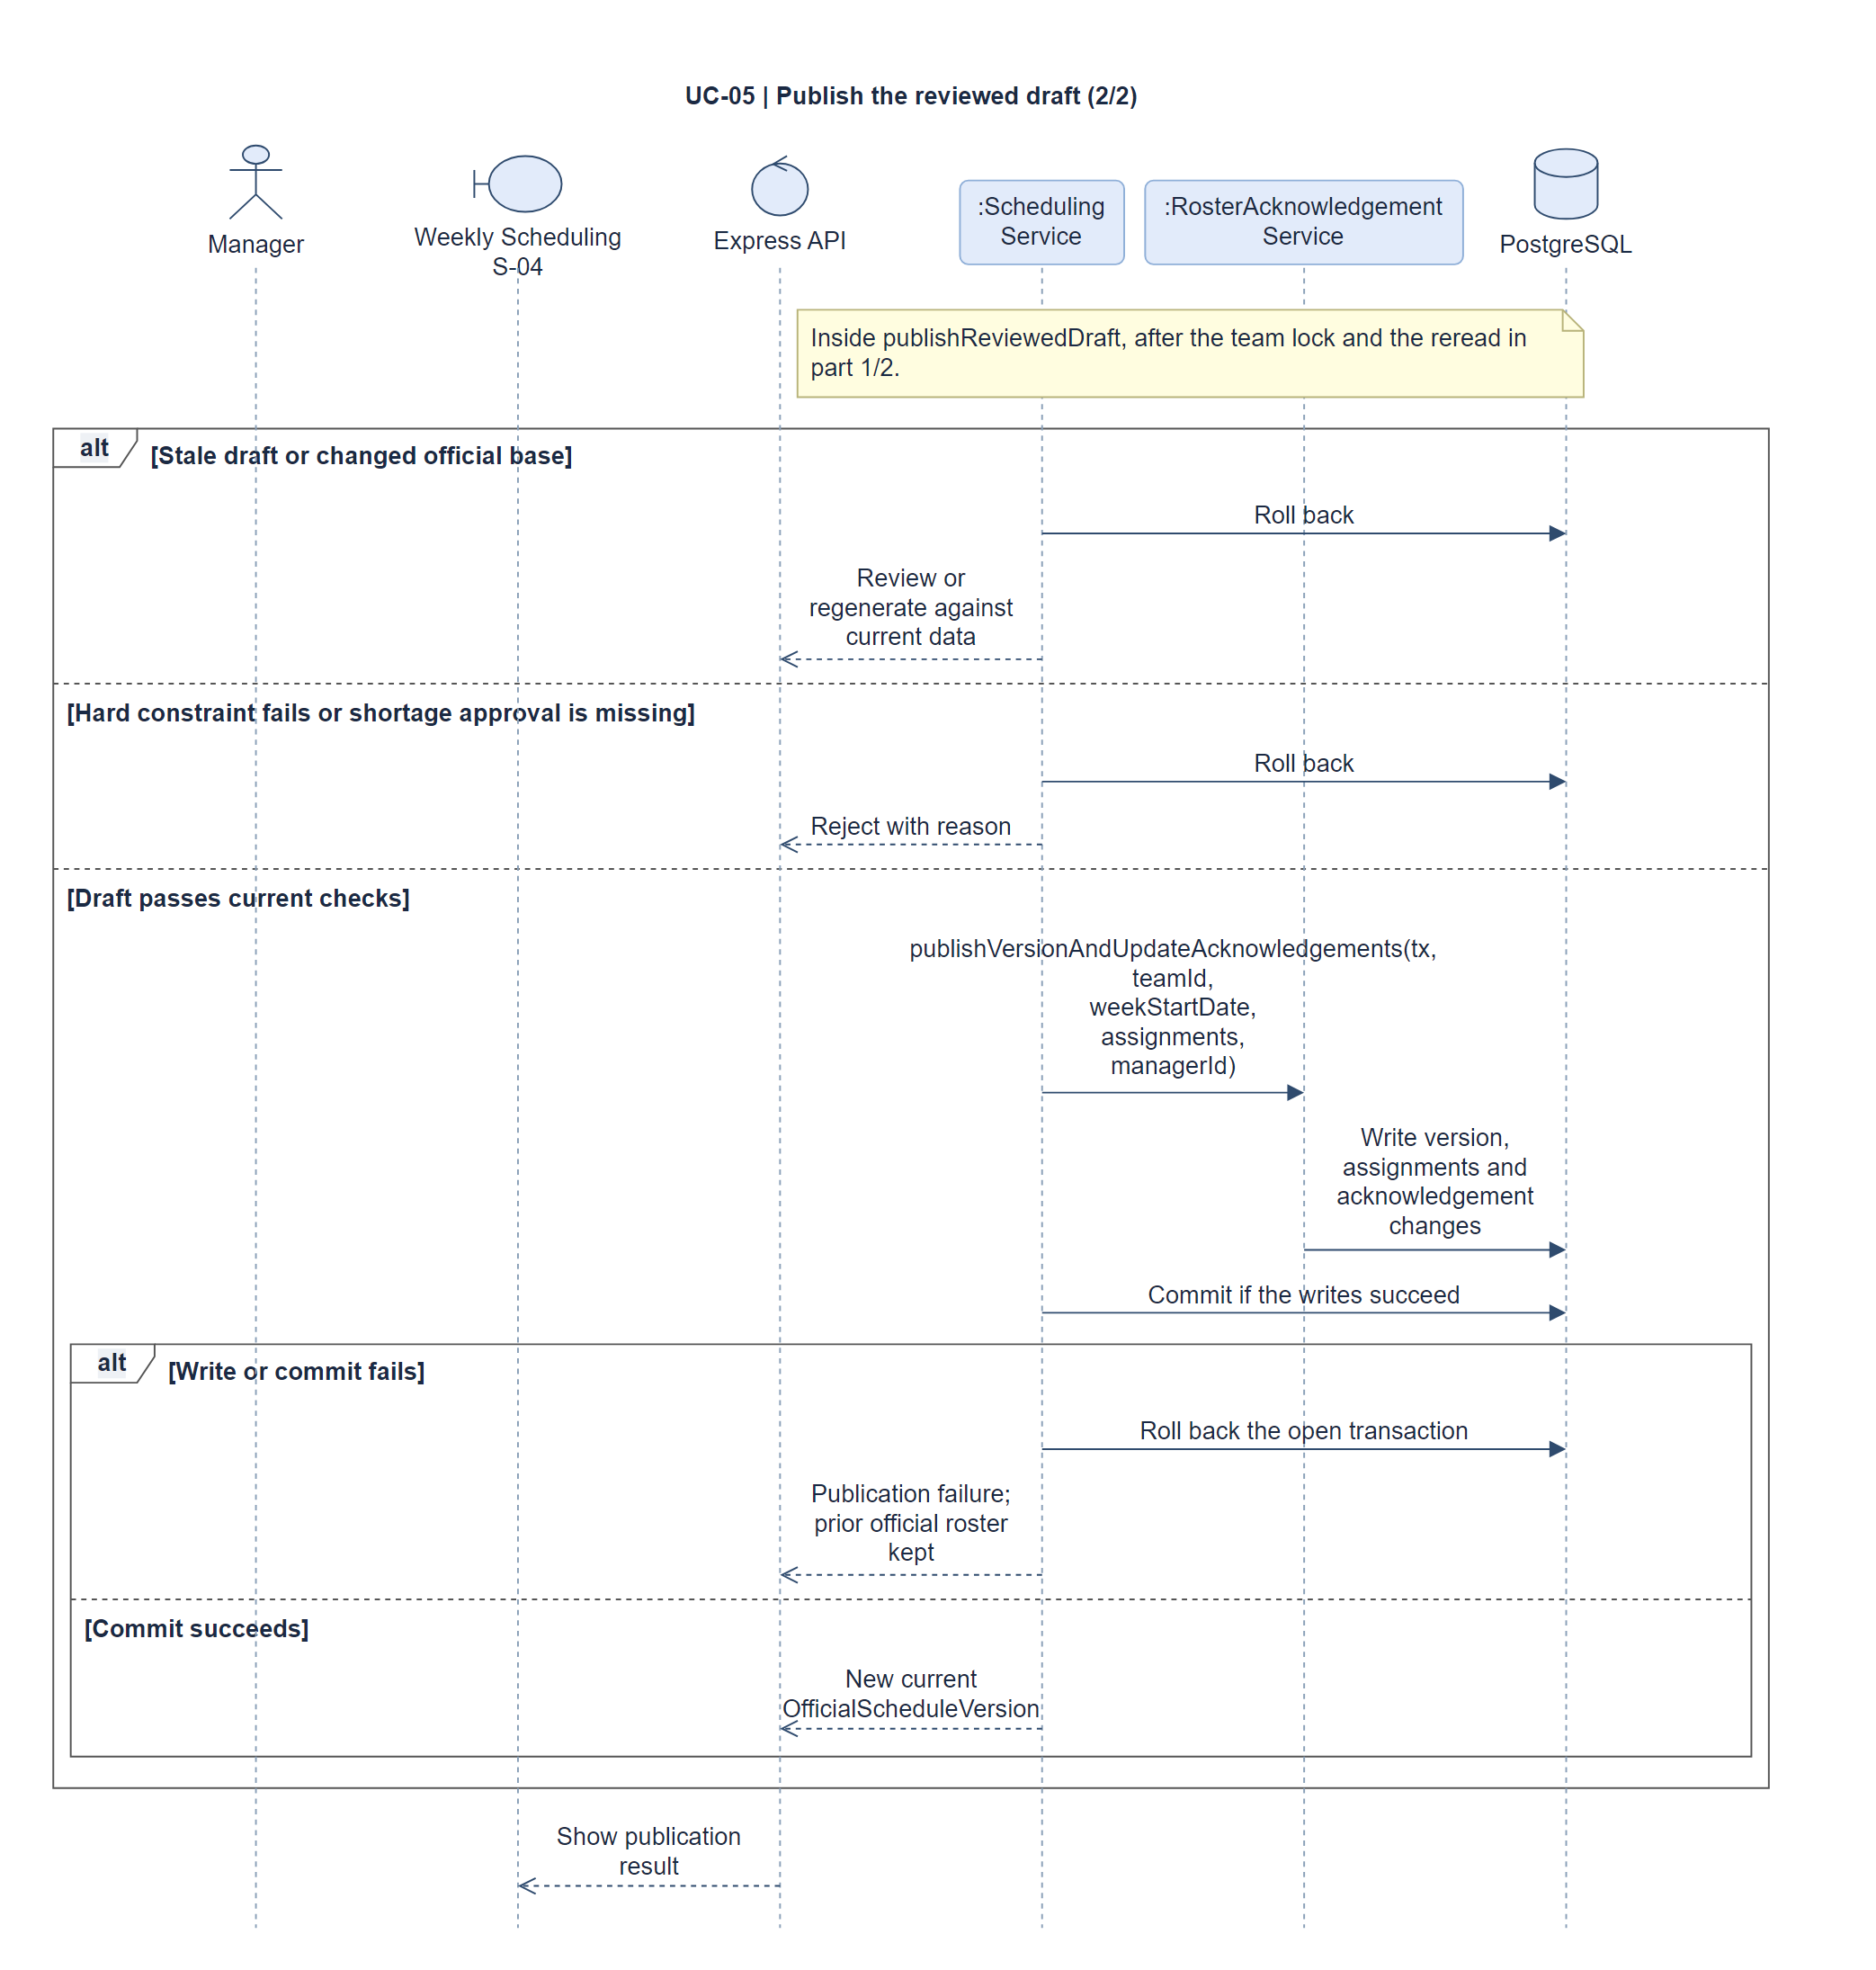 UC-05 | Publish the reviewed draft (2/2)
Manager
Weekly Scheduling
S-04
Express API
:Scheduling
Service
:RosterAcknowledgement
Service
PostgreSQL
Inside publishReviewedDraft, after the team lock and the reread in
part 1/2.
alt
[Stale draft or changed official base]
Roll back
Review or
regenerate against
current data
[Hard constraint fails or shortage approval is missing]
Roll back
Reject with reason
[Draft passes current checks]
publishVersionAndUpdateAcknowledgements(tx,
teamId,
weekStartDate,
assignments,
managerId)
Write version,
assignments and
acknowledgement
changes
Commit if the writes succeed
alt
[Write or commit fails]
Roll back the open transaction
Publication failure;
prior official roster
kept
[Commit succeeds]
New current
OfficialScheduleVersion
Show publication
result